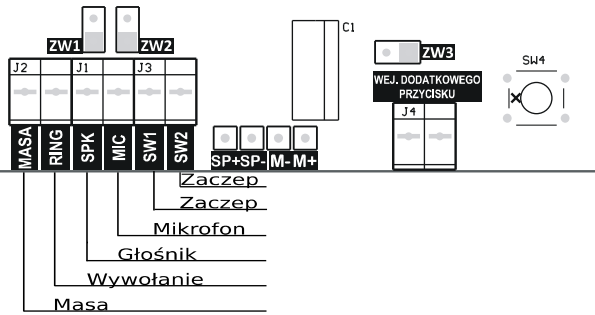 ZW1 ZW2
C1
ZW3
SW4
J2 J1 J3
WEJ. DODATKOWEGO
PRZYCISKU
J4
MASA RING SPK MIC SW1 SW2
SP+ SP- M- M+
Zaczep
Zaczep
Mikrofon
Głośnik
Wywołanie
Masa